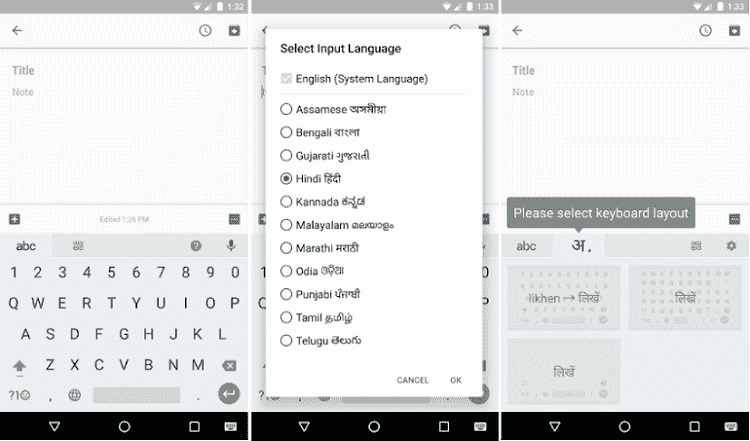 1:32
Title
Note
Edited 1:26 PM
abc
1 2 3 4 5 6 7 8 9 0
Q W E R T Y U I O P
A S D F G H J K L
Z X C V B N M
?1☺ , .
1:33
Select Input Language
English (System Language)
Assamese অসমীয়া
Bengali বাংলা
Gujarati ગુજરાતી
Hindi हिंदी
Kannada ಕನ್ನಡ
Malayalam മലയാളം
Marathi मराठी
Odia ଓଡ଼ିଆ
Punjabi ਪੰਜਾਬੀ
Tamil தமிழ்
Telugu తెలుగు
CANCEL OK
1:33
Title
Note
Please select keyboard layout
abc अ
likhen → लिखें
लिखें
लिखें